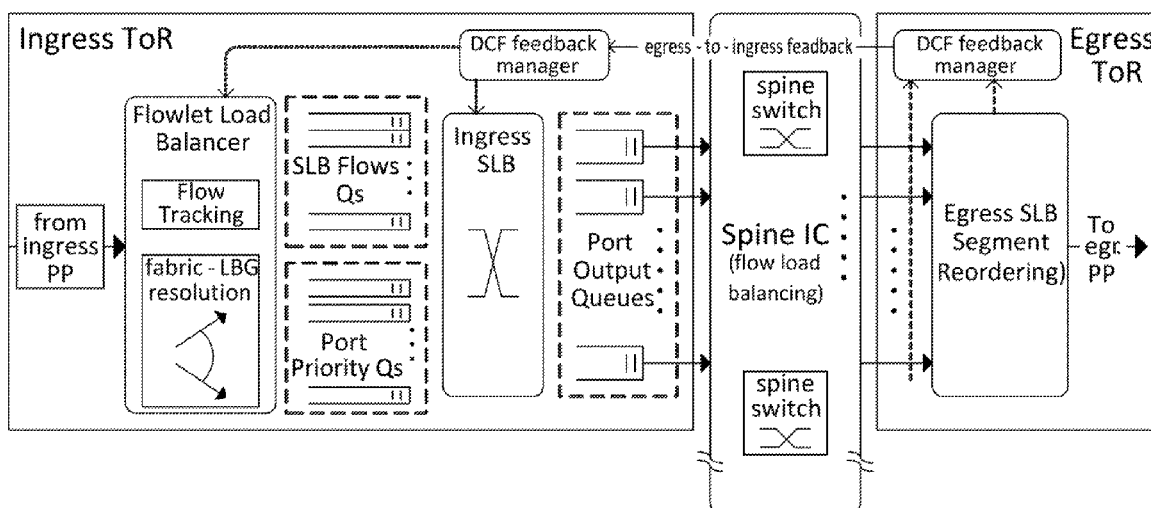 Ingress ToR
DCF feedback
manager
egress - to - ingress feadback
DCF feedback
manager
Egress
ToR
Flowlet Load
Balancer
Flow
Tracking
fabric - LBG
resolution
from
ingress
PP
SLB Flows
Qs
Port
Priority Qs
Ingress
SLB
Port
Output
Queues
spine
switch
Spine IC
(flow load
balancing)
spine
switch
Egress SLB
Segment
Reordering)
To
egr.
PP